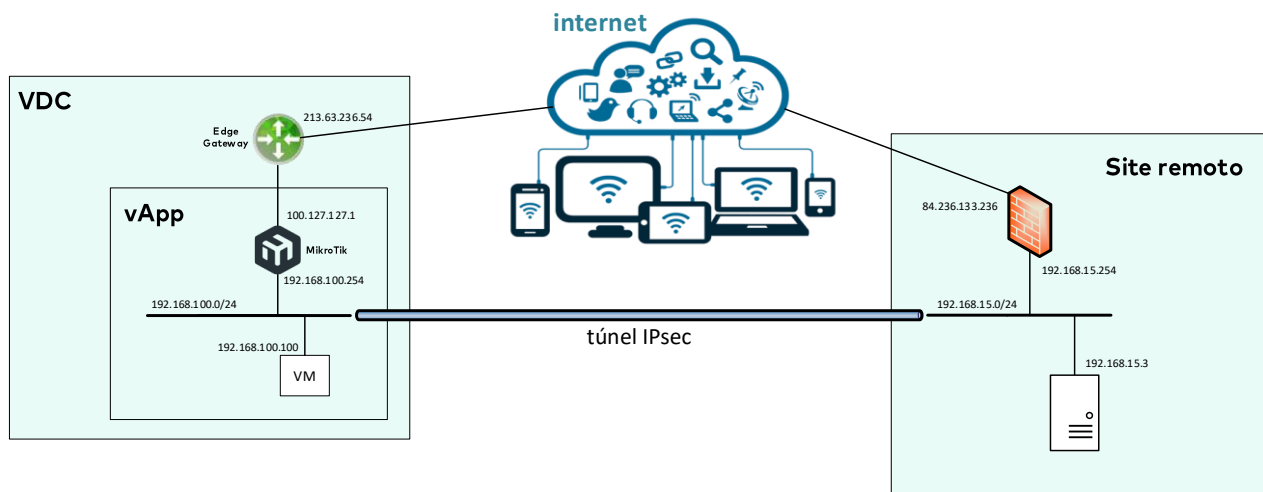 internet
VDC
213.63.236.54
Edge
Gateway
Site remoto
vApp
84.236.133.236
100.127.127.1
MikroTik
192.168.100.254
192.168.15.254
192.168.100.0/24
192.168.15.0/24
túnel IPsec
192.168.100.100
192.168.15.3
VM